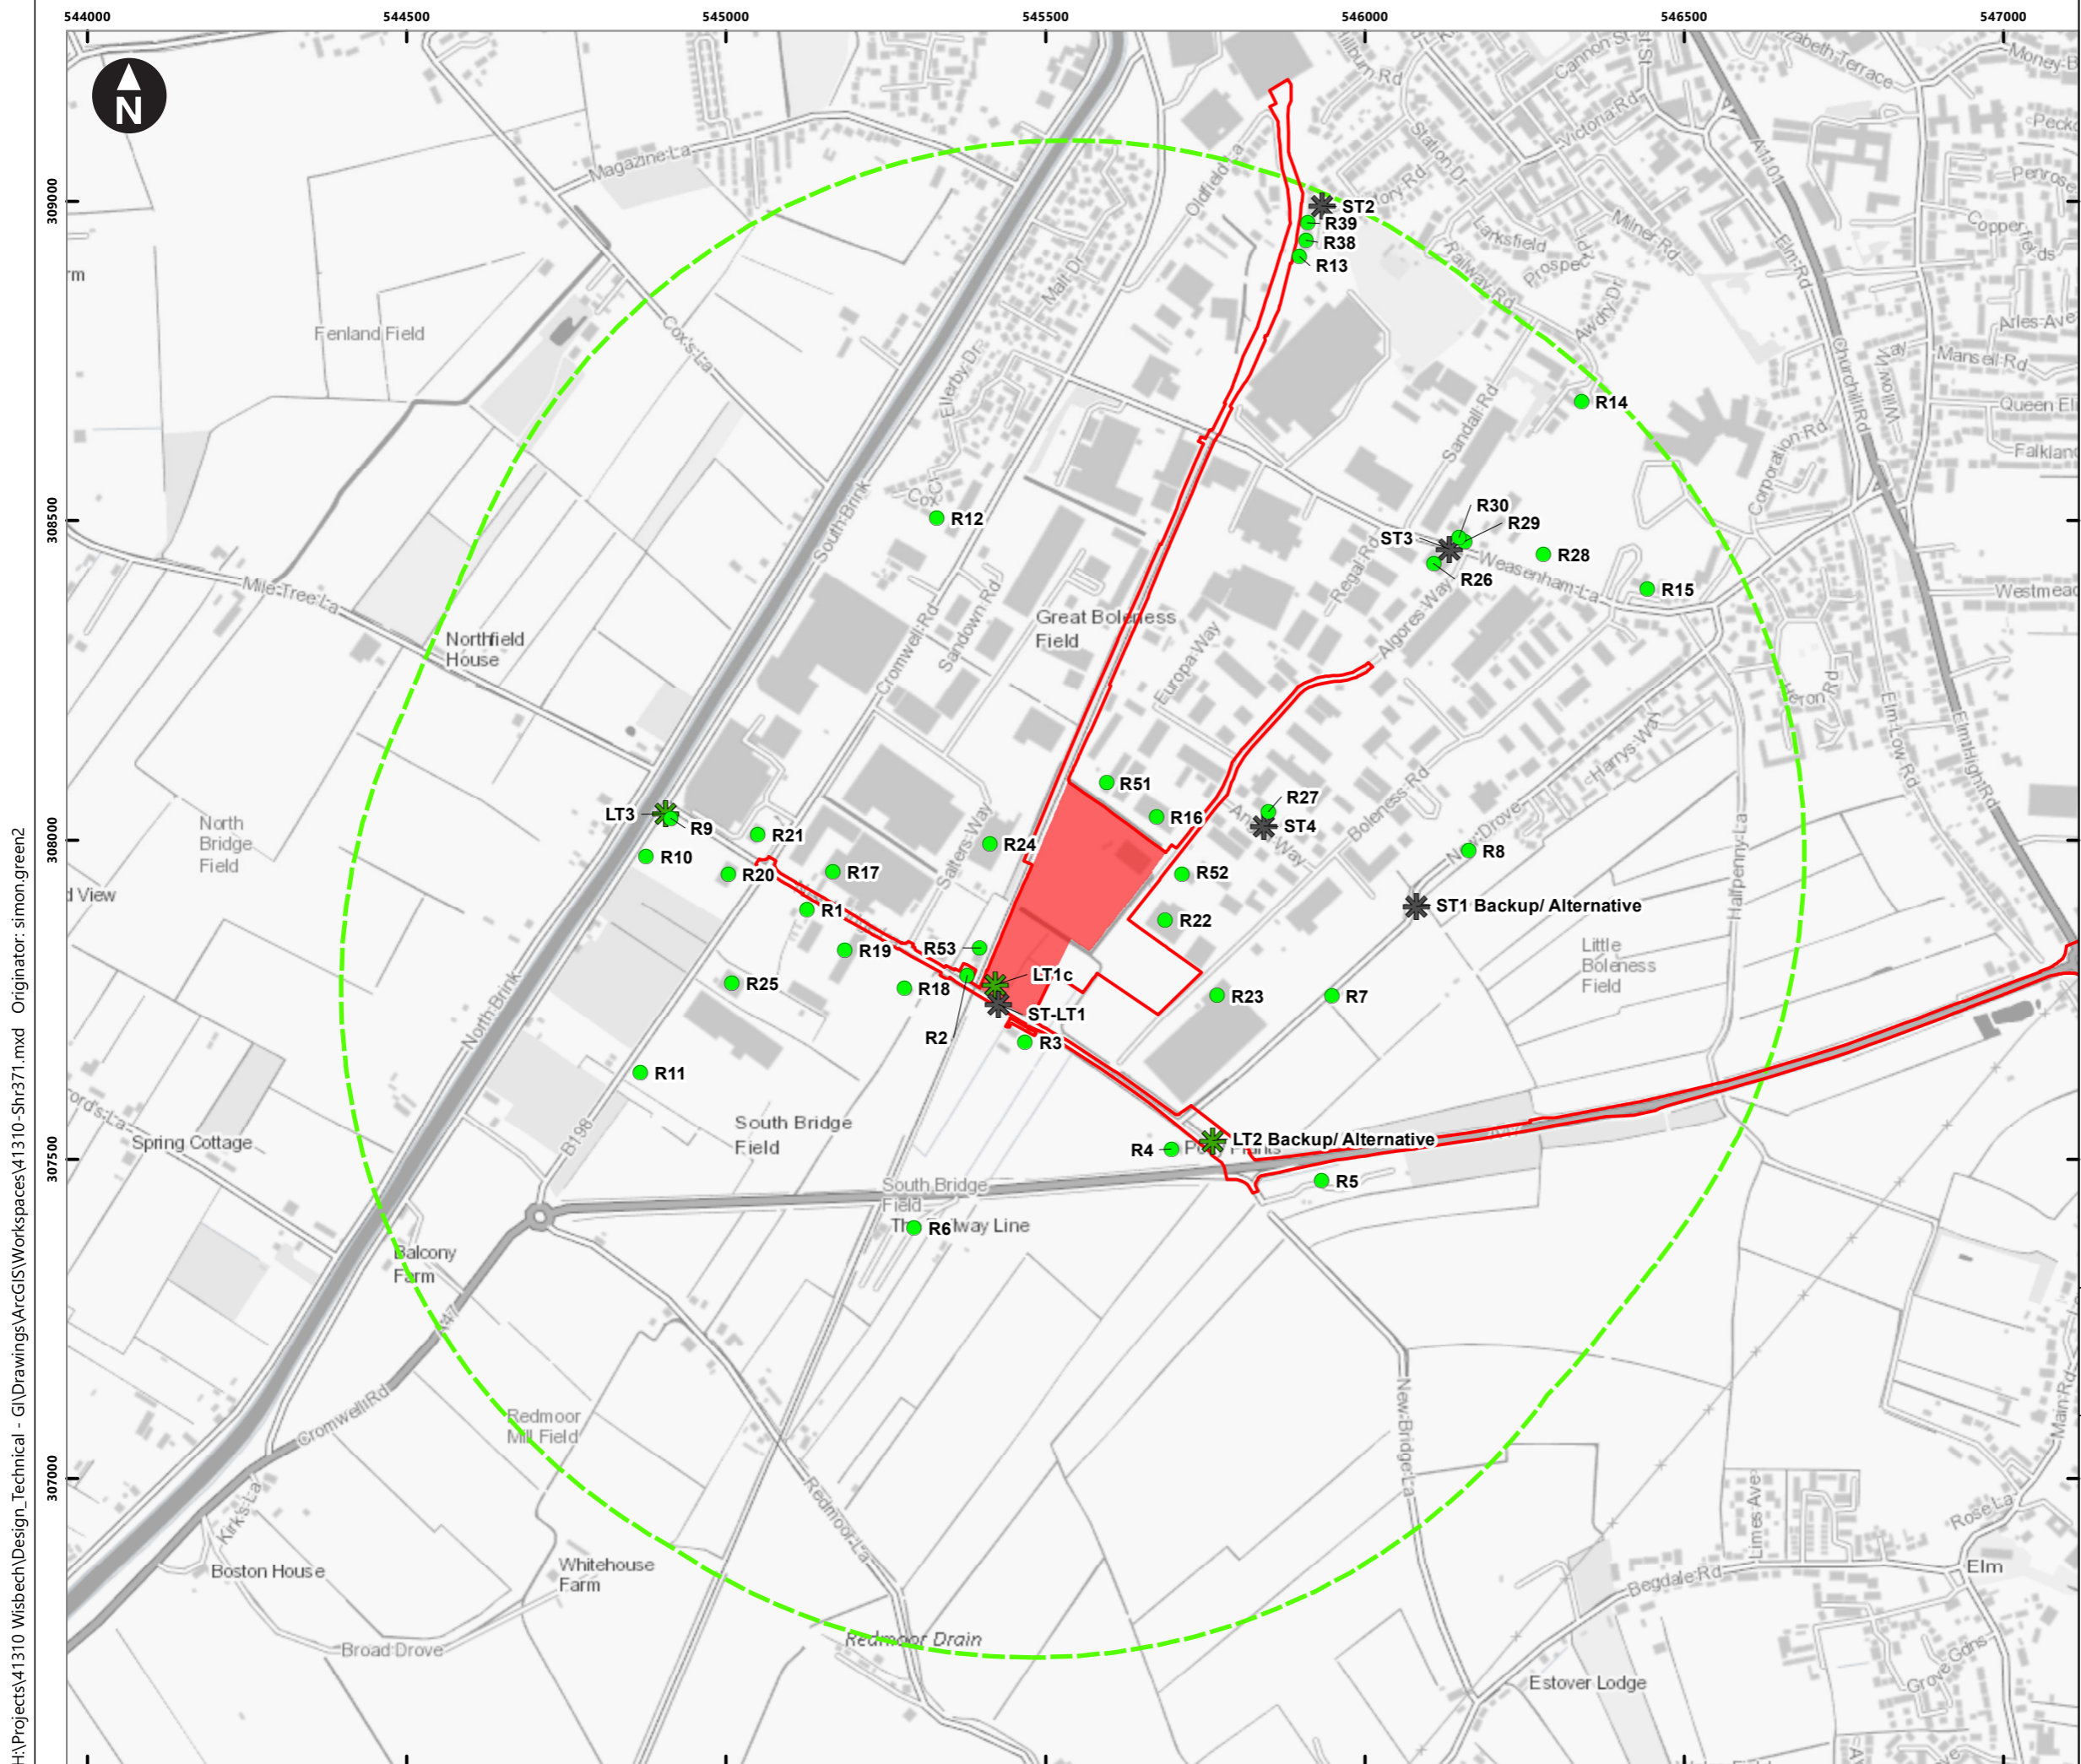 544000
544500
545000
545500
546000
546500
547000
309000
308500
308000
307500
307000
H:\Projects\41310 Wisbech\Design_Technical - GI\Drawings\ArcGIS\Workspaces\41310-Shr371.mxd Originator: simon.green2
N
Magazine La
Oldfield La
Station Dr
Cannon St
Victoria Rd
A1101
Penrose
Copperfields
ST2
R39
R38
R13
Larksfield
Milner Rd
Prospect
Railway Rd
Elm Rd
Malt Dr
Fenland Field
Cox's La
Ellerby Dr
Awdry Dr
Churchill Rd
Mansell Rd
R14
Sandall Rd
Corporation Rd
R12
South Brink
R30
R29
ST3
R28
R26
Weasenham La
R15
Regal Rd
Algores Way
Mile Tree La
Northfield
House
Cromwell Rd
Sandown Rd
Great Boleness
Field
Europa Way
Heron Rd
Elm Low Rd
Elm High Rd
Harrys Way
R51
R27
R16
ST4
Boleness Rd
LT3
R9
R21
R10
R24
Salters Way
North
Bridge
Field
New Drove
R8
Halfpenny La
R20
R17
R52
d View
R1
R22
ST1 Backup/ Alternative
R19
R53
Little
Boleness
Field
R25
R18
LT1c
R23
R7
North Brink
ST-LT1
R2
R3
R11
South Bridge
Field
B198
Spring Cottage
LT2 Backup/ Alternative
R4
R5
South Bridge
Field
R6
Balcony
Farm
Cromwell Rd
Redmoor
Mill Field
New Bridge La
Main Rd
Kirks La
Redmoor La
Limes Ave
Rose La
Boston House
Whitehouse
Farm
Begdale Rd
Elm
Broad Drove
Redmoor Drain
Estover Lodge
Grove Gdns